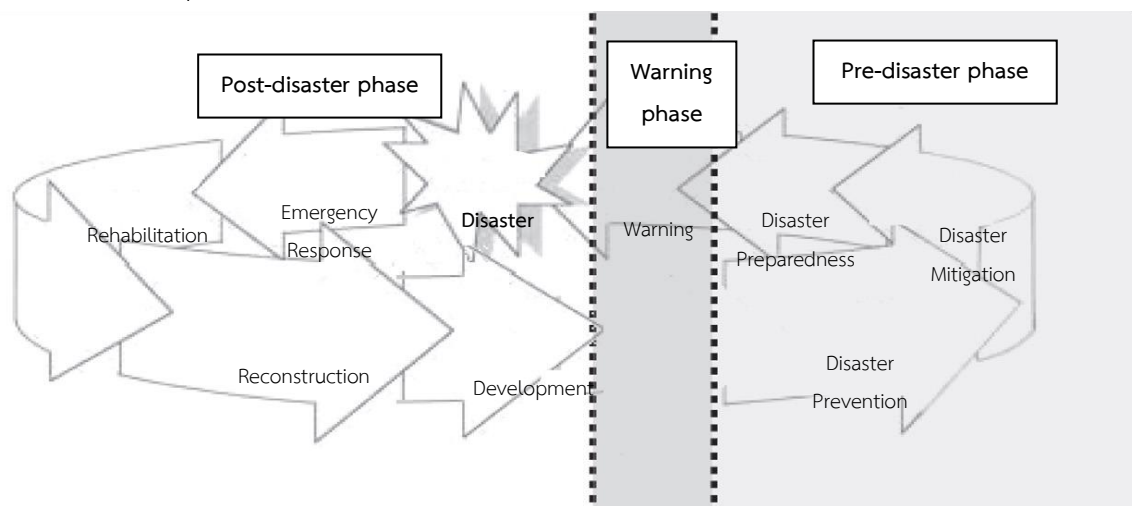 Post-disaster phase
Warning
phase
Pre-disaster phase
Emergency
Response
Disaster
Rehabilitation
Warning
Disaster
Preparedness
Disaster
Mitigation
Reconstruction
Development
Disaster
Prevention